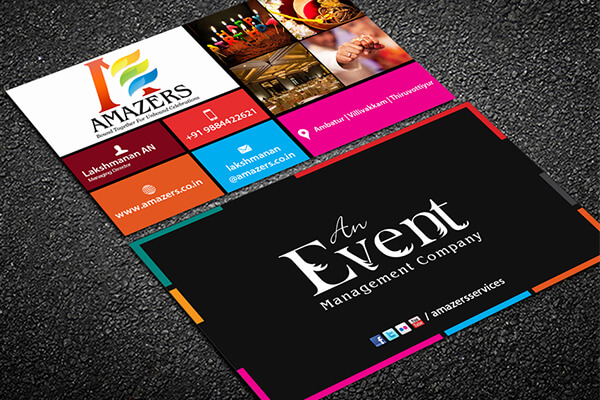 AMAZERS
Bound Together For Unbound Celebrations
Lakshmanan AN
Managing Director
+91 9884422621
www.amazers.co.in
lakshmanan
@amazers.co.in
Ambatur | Villivakkam | Thiruvottiyur
An
Event
Management Company
/ amazersservices